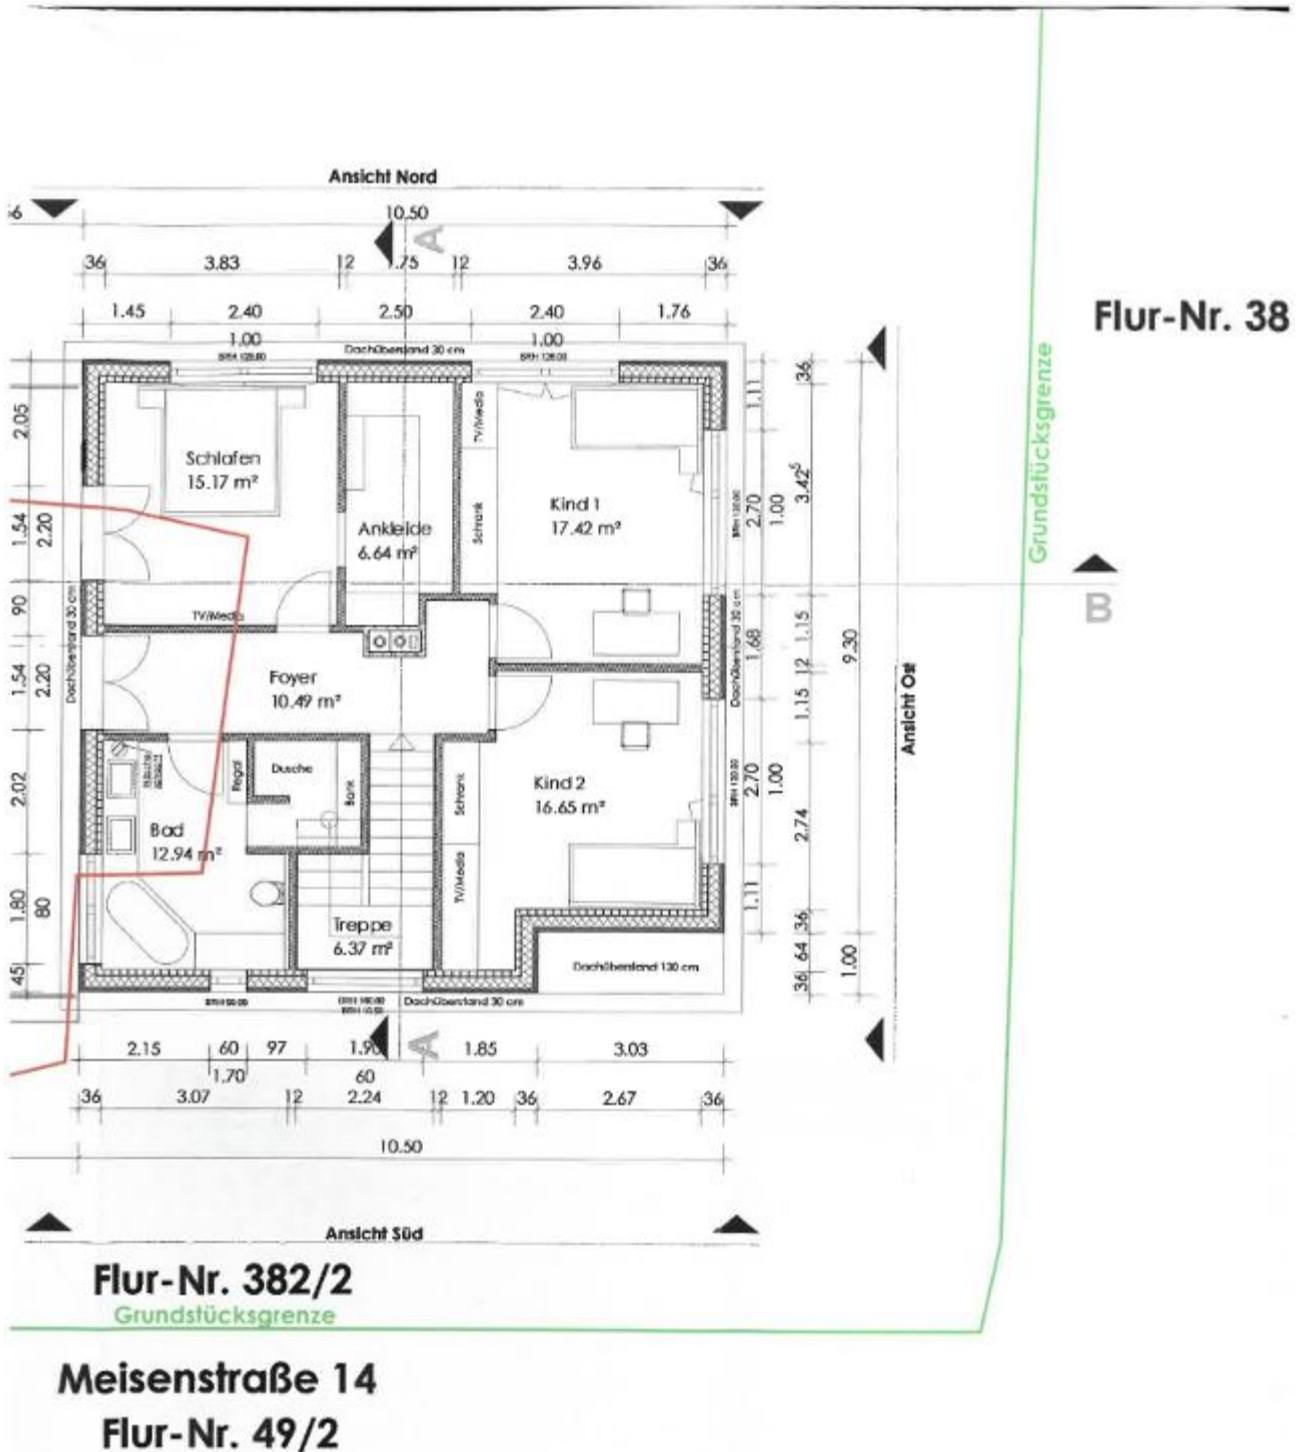 Ansicht Nord
56
10.50
A
36 3.83 12 1.75 12 3.96 36
1.45 2.40 2.50 2.40 1.76
1.00 1.00
Dachüberstand 30 cm
Flur-Nr. 38
Grundstücksgrenze
2.05
1.54
2.20
90
1.54
2.20
2.02
1.80
80
45
Dachüberstand 30 cm
Schlafen
15.17 m²
TV/Media
Ankleide
6.64 m²
TV/Media
Schrank
Kind 1
17.42 m²
Foyer
10.49 m²
Dusche
Regal
Bank
Bad
12.94 m²
Treppe
6.37 m²
Schrank
TV/Media
Kind 2
16.65 m²
Dachüberstand 130 cm
Dachüberstand 30 cm
Dachüberstand 30 cm
1.11
2.70
1.00
1.68
2.70
1.00
1.11
36
3.42⁵
1.15
12
1.15
2.74
36
64
36
9.30
1.00
Ansicht Ost
B
A
2.15 60 97 1.90 1.85 3.03
1.70 60
36 3.07 12 2.24 12 1.20 36 2.67 36
10.50
Ansicht Süd
Flur-Nr. 382/2
Grundstücksgrenze
Meisenstraße 14
Flur-Nr. 49/2